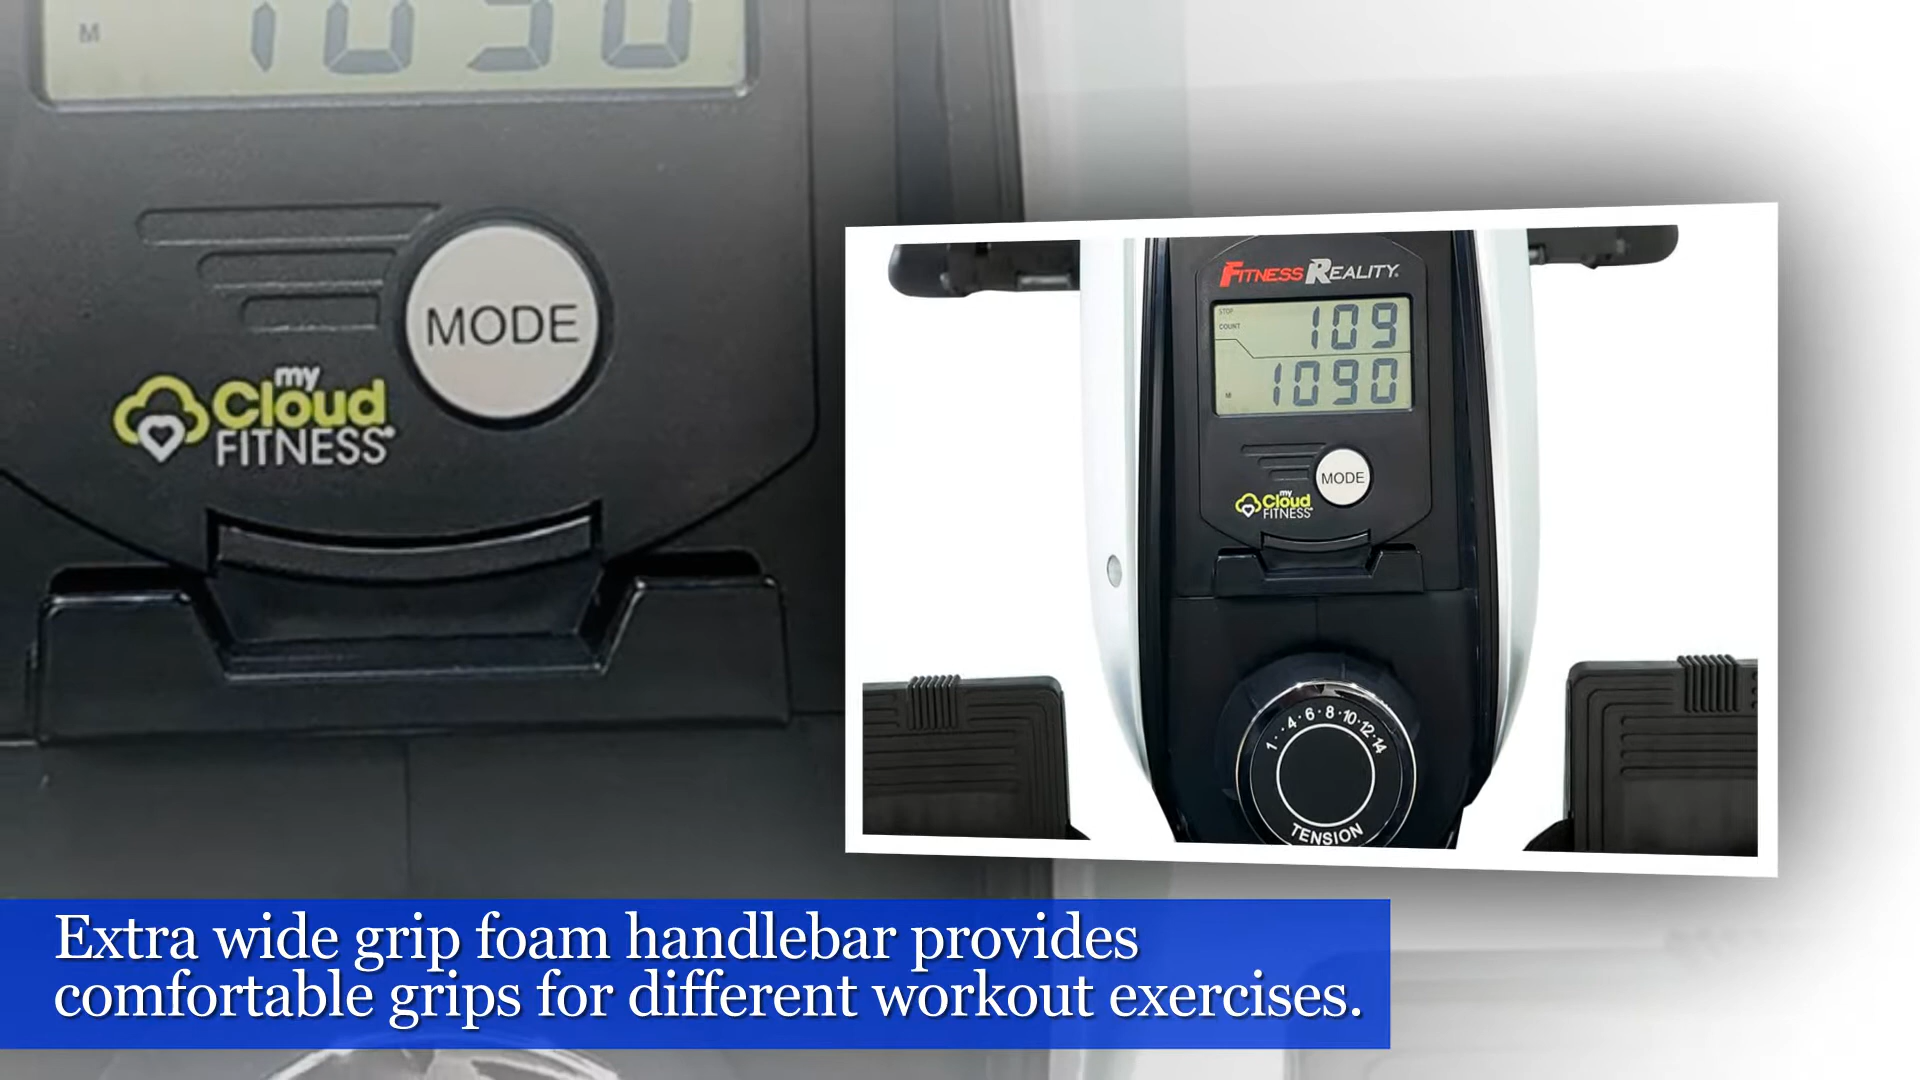 M 1090
MODE
my
Cloud
FITNESS
FITNESS REALITY
STOP
COUNT
109
M 1090
MODE
my
Cloud
FITNESS
1 · · 4 · 6 · 8 · 10 · 12 · 14
TENSION
Extra wide grip foam handlebar provides
comfortable grips for different workout exercises.